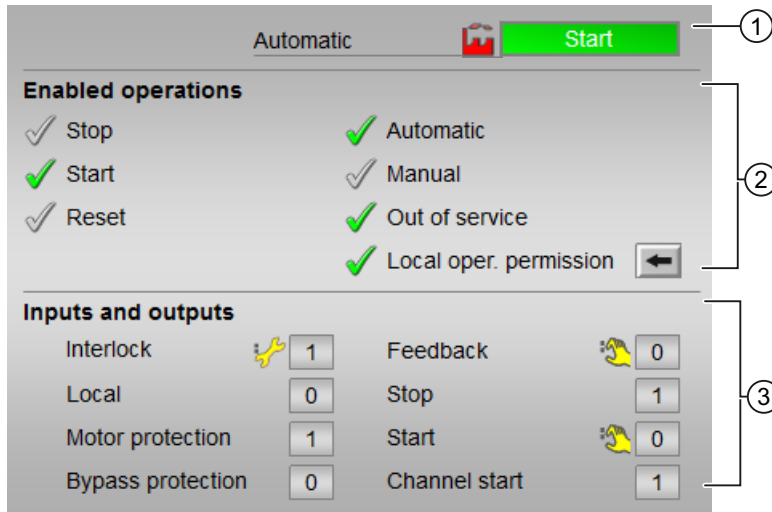 Automatic Start 1
Enabled operations
Stop Automatic
Start Manual 2
Reset Out of service
Local oper. permission
Inputs and outputs
Interlock 1 Feedback 0
Local 0 Stop 1 3
Motor protection 1 Start 0
Bypass protection 0 Channel start 1